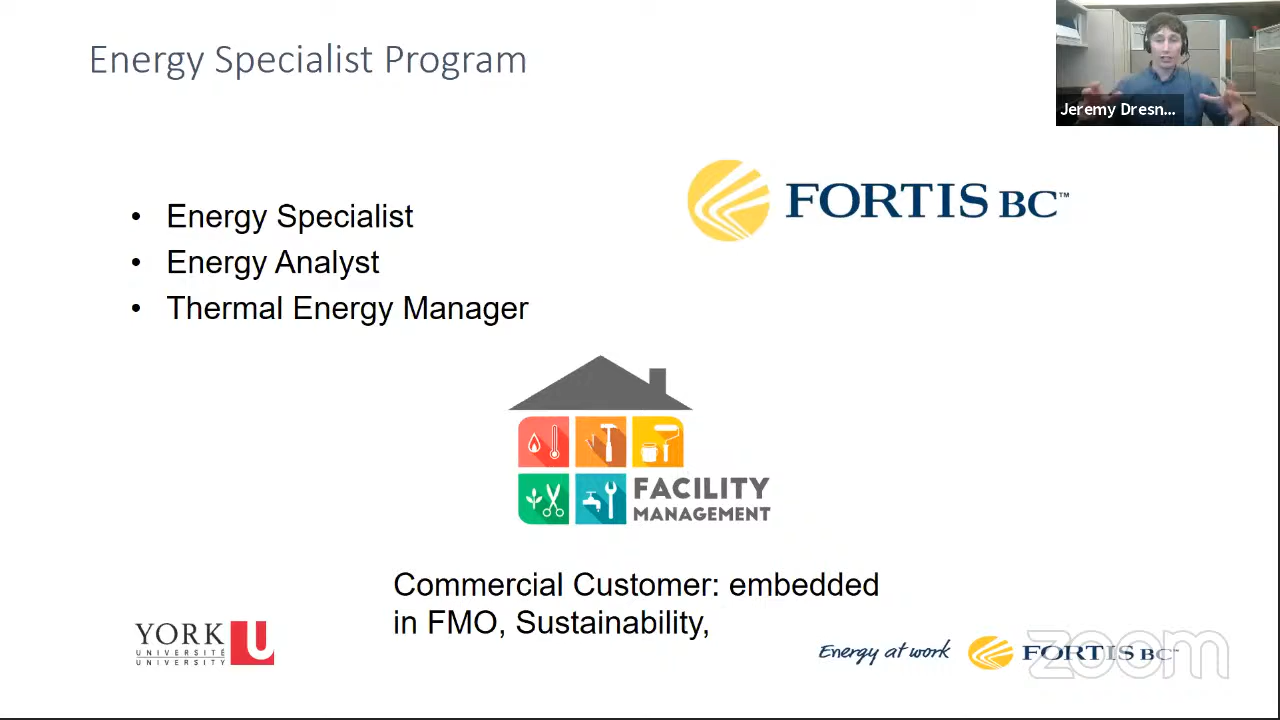 Energy Specialist Program
Jeremy Dresn...
FORTIS BC™
• Energy Specialist
• Energy Analyst
• Thermal Energy Manager
FACILITY
MANAGEMENT
Commercial Customer: embedded
in FMO, Sustainability,
YORK U
UNIVERSITÉ
UNIVERSITY
Energy at work
FORTIS BC™
zoom